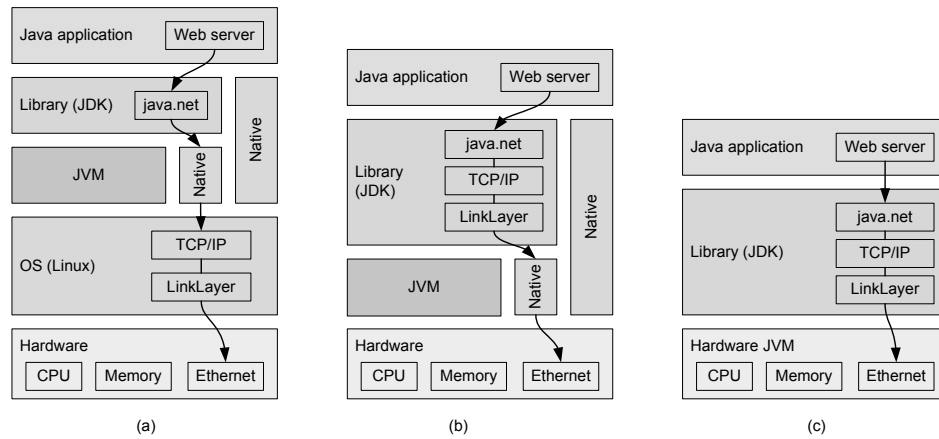 Java application
Web server
Library (JDK)
java.net
Native
JVM
Native
OS (Linux)
TCP/IP
LinkLayer
Hardware
CPU
Memory
Ethernet
(a)
Java application
Web server
Library
(JDK)
java.net
TCP/IP
LinkLayer
Native
JVM
Native
Hardware
CPU
Memory
Ethernet
(b)
Java application
Web server
Library (JDK)
java.net
TCP/IP
LinkLayer
Hardware JVM
CPU
Memory
Ethernet
(c)